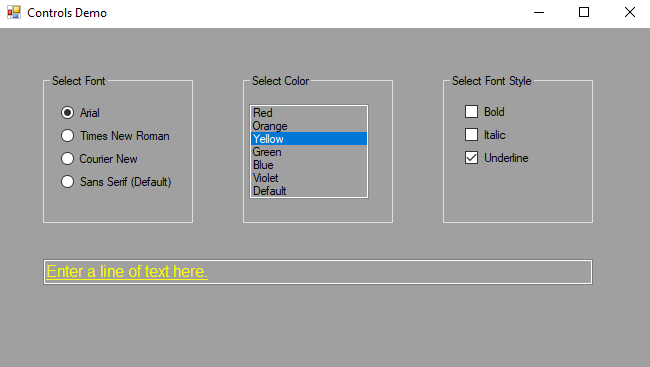 Controls Demo
Select Font
Arial
Times New Roman
Courier New
Sans Serif (Default)
Select Color
Red
Orange
Yellow
Green
Blue
Violet
Default
Select Font Style
Bold
Italic
Underline
Enter a line of text here.